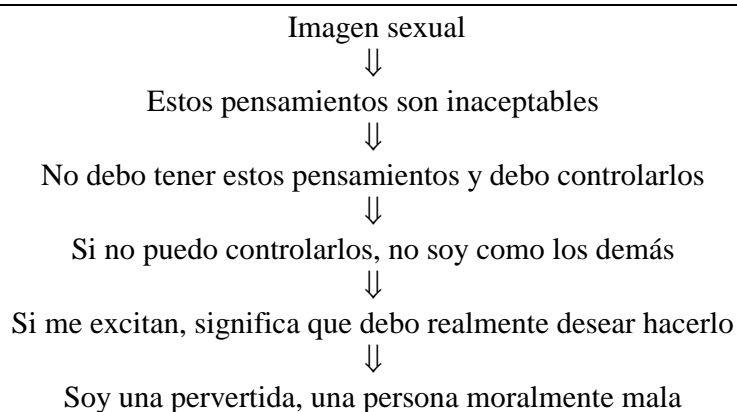 Imagen sexual
⇓
Estos pensamientos son inaceptables
⇓
No debo tener estos pensamientos y debo controlarlos
⇓
Si no puedo controlarlos, no soy como los demás
⇓
Si me excitan, significa que debo realmente desear hacerlo
⇓
Soy una pervertida, una persona moralmente mala